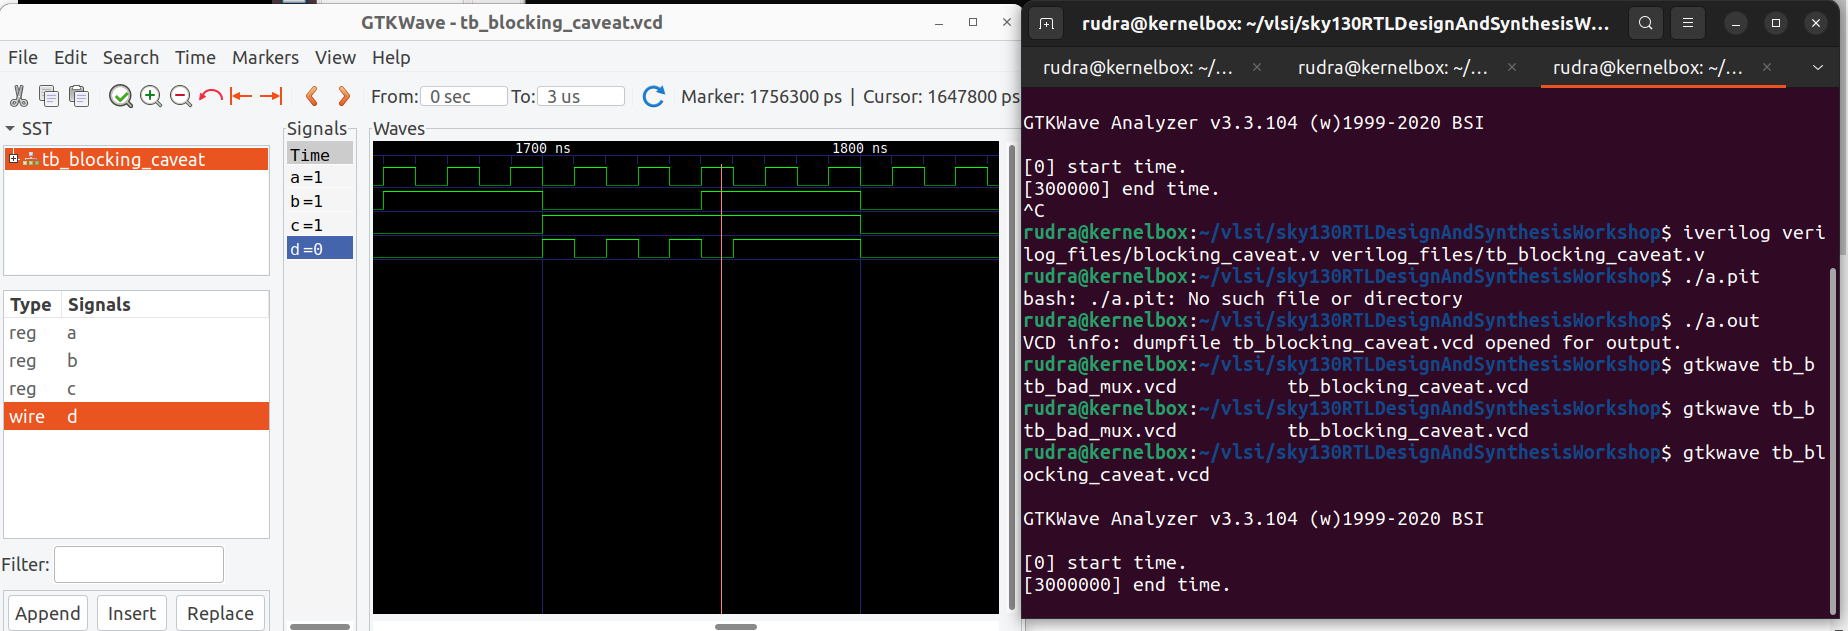 GTKWave - tb_blocking_caveat.vcd
File Edit Search Time Markers View Help
From: 0 sec To: 3 us Marker: 1756300 ps | Cursor: 1647800 ps
SST
tb_blocking_caveat
Type Signals
reg a
reg b
reg c
wire d
Filter:
Append Insert Replace
Signals
Time
a=1
b=1
c=1
d=0
Waves
1700 ns 1800 ns
rudra@kernelbox: ~/vlsi/sky130RTLDesignAndSynthesisW...
rudra@kernelbox: ~/... rudra@kernelbox: ~/... rudra@kernelbox: ~/...
GTKWave Analyzer v3.3.104 (w)1999-2020 BSI
[0] start time.
[300000] end time.
^C
rudra@kernelbox:~/vlsi/sky130RTLDesignAndSynthesisWorkshop$ iverilog veri
log_files/blocking_caveat.v verilog_files/tb_blocking_caveat.v
rudra@kernelbox:~/vlsi/sky130RTLDesignAndSynthesisWorkshop$ ./a.pit
bash: ./a.pit: No such file or directory
rudra@kernelbox:~/vlsi/sky130RTLDesignAndSynthesisWorkshop$ ./a.out
VCD info: dumpfile tb_blocking_caveat.vcd opened for output.
rudra@kernelbox:~/vlsi/sky130RTLDesignAndSynthesisWorkshop$ gtkwave tb_b
tb_bad_mux.vcd tb_blocking_caveat.vcd
rudra@kernelbox:~/vlsi/sky130RTLDesignAndSynthesisWorkshop$ gtkwave tb_b
tb_bad_mux.vcd tb_blocking_caveat.vcd
rudra@kernelbox:~/vlsi/sky130RTLDesignAndSynthesisWorkshop$ gtkwave tb_bl
ocking_caveat.vcd
GTKWave Analyzer v3.3.104 (w)1999-2020 BSI
[0] start time.
[3000000] end time.